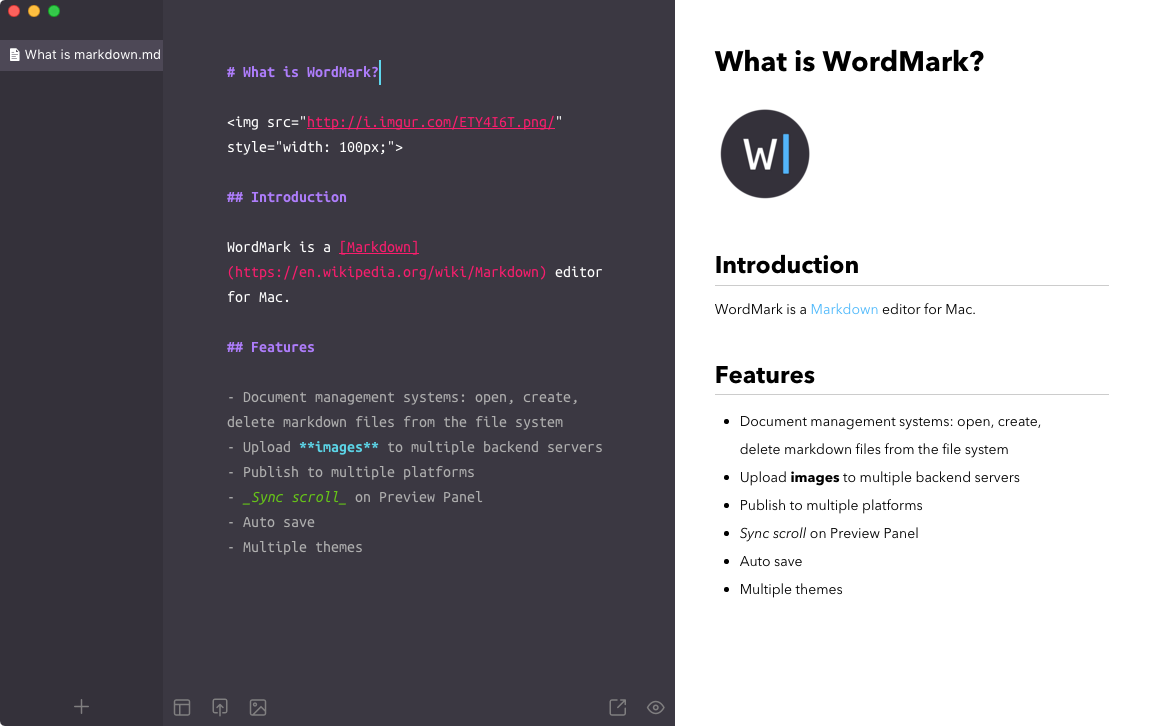 What is markdown.md
# What is WordMark?
<img src="http://i.imgur.com/ETY4I6T.png/"
style="width: 100px;">
## Introduction
WordMark is a [Markdown]
(https://en.wikipedia.org/wiki/Markdown) editor
for Mac.
## Features
- Document management systems: open, create,
delete markdown files from the file system
- Upload **images** to multiple backend servers
- Publish to multiple platforms
- _Sync scroll_ on Preview Panel
- Auto save
- Multiple themes
What is WordMark?
W|
Introduction
WordMark is a Markdown editor for Mac.
Features
• Document management systems: open, create,
delete markdown files from the file system
• Upload images to multiple backend servers
• Publish to multiple platforms
• Sync scroll on Preview Panel
• Auto save
• Multiple themes